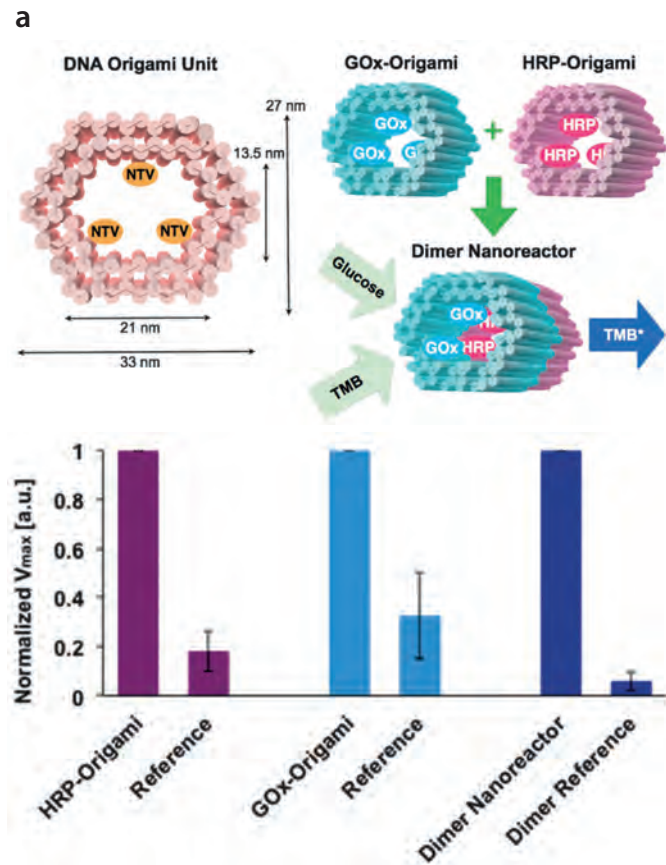 a
DNA Origami Unit
GOx-Origami
HRP-Origami
27 nm
13.5 nm
NTV
NTV
NTV
21 nm
33 nm
GOx
GOx
G
+
HRP
HRP
H
Dimer Nanoreactor
Glucose
TMB
GOx
GOx
HRP
TMB*
Normalized Vmax [a.u.]
1
0.8
0.6
0.4
0.2
0
HRP-Origami
Reference
GOx-Origami
Reference
Dimer Nanoreactor
Dimer Reference